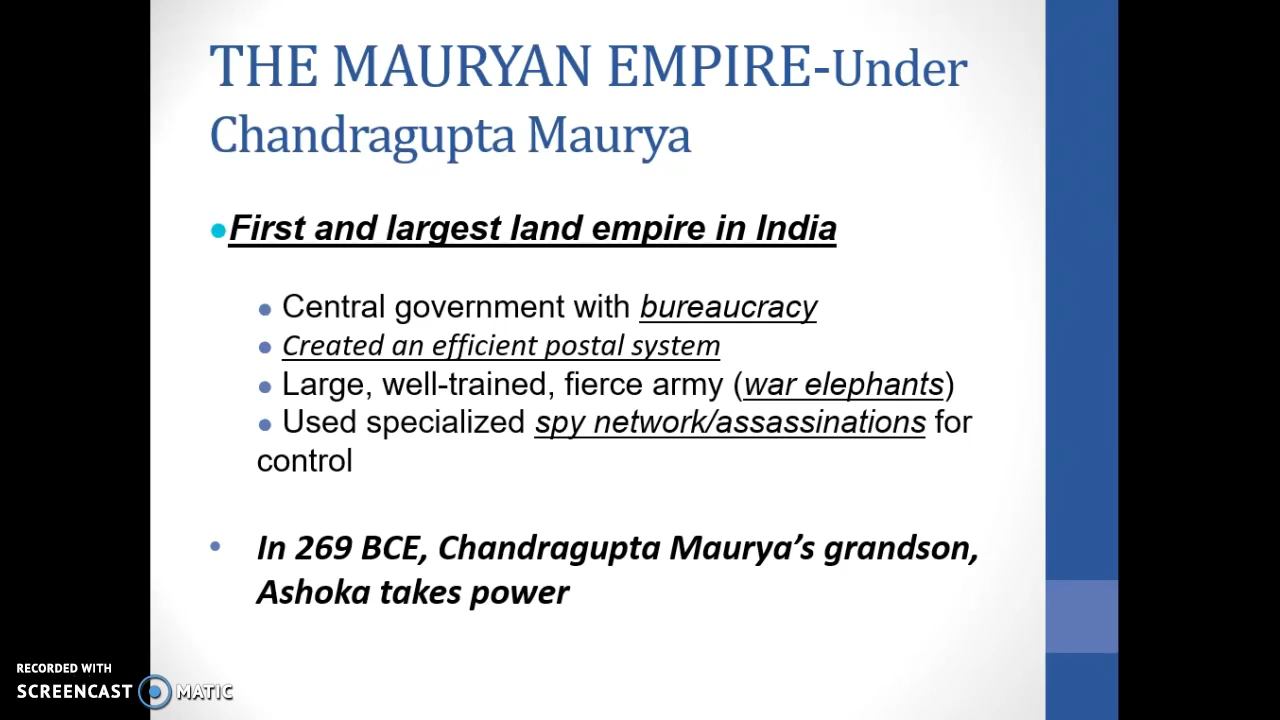 THE MAURYAN EMPIRE-Under
Chandragupta Maurya
●First and largest land empire in India
● Central government with bureaucracy
● Created an efficient postal system
● Large, well-trained, fierce army (war elephants)
● Used specialized spy network/assassinations for
control
• In 269 BCE, Chandragupta Maurya’s grandson,
Ashoka takes power
RECORDED WITH
SCREENCAST MATIC